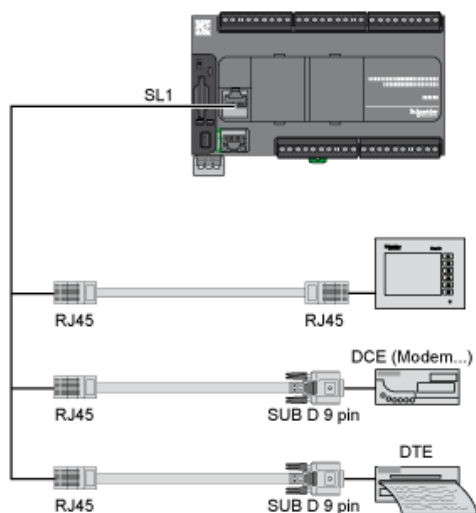 SL1
RJ45
RJ45
DCE (Modem...)
RJ45
SUB D 9 pin
DTE
RJ45
SUB D 9 pin